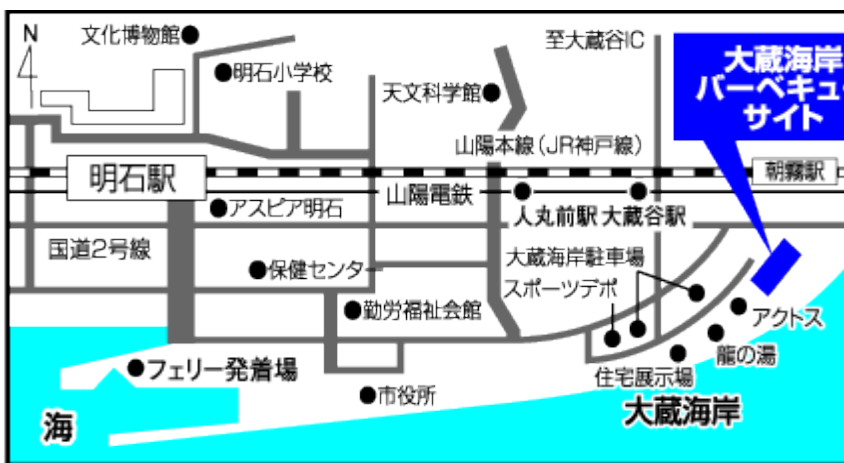 N
文化博物館
明石小学校
天文科学館
至大蔵谷IC
大蔵海岸
バーベキュー
サイト
山陽本線(JR神戸線)
明石駅
朝霧駅
山陽電鉄
アスピア明石
人丸前駅
大蔵谷駅
国道2号線
保健センター
大蔵海岸駐車場
スポーツデポ
勤労福祉会館
アクトス
龍の湯
フェリー発着場
住宅展示場
市役所
大蔵海岸
海